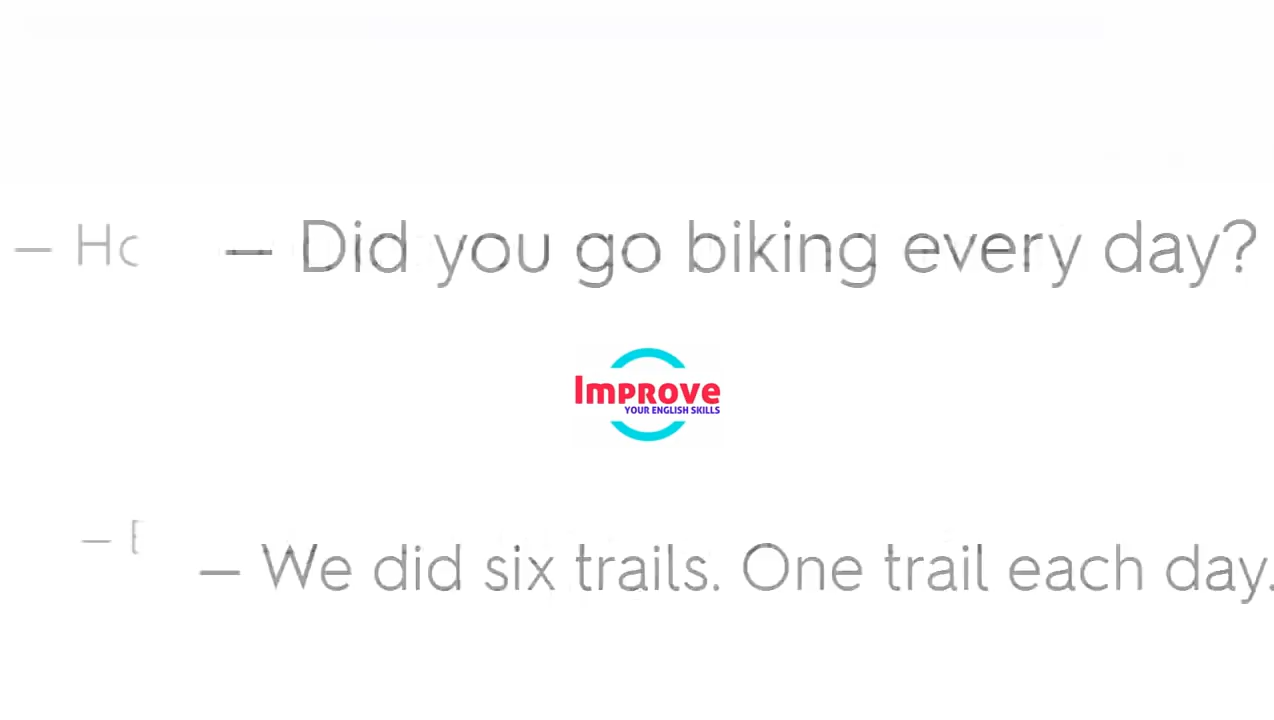 – Did you go biking every day?
Improve
YOUR ENGLISH SKILLS
– We did six trails. One trail each day.